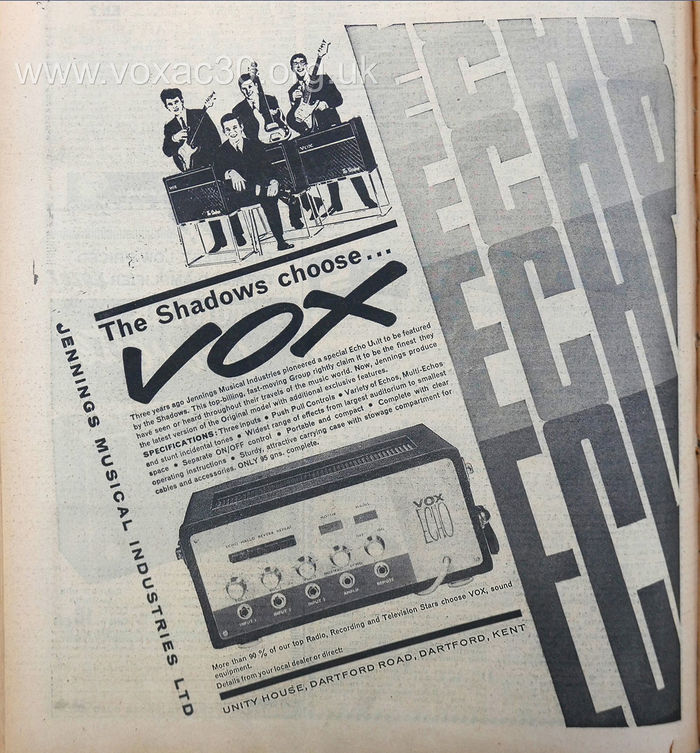 www.voxac30.org.uk
ECHO
ECHO
ECHO
ECHO
VOX
The Shadows choose...
VOX
Three years ago Jennings Musical Industries pioneered a special Echo Unit to be featured
by the Shadows. This top-billing, fast-moving Group rightly claim it to be the finest they
have seen or heard throughout their travels of the music world. Now, Jennings produce
the latest version of the Original model with additional exclusive features.
SPECIFICATIONS: Three inputs • Push Pull Controls • Variety of Echos, Multi-Echos
and stunt incidental tones • Widest range of effects from largest auditorium to smallest
space • Separate ON/OFF control • Portable and compact • Complete with clear
operating instructions • Sturdy, attractive carrying case with stowage compartment for
cables and accessories. ONLY 95 gns. complete.
JENNINGS MUSICAL INDUSTRIES LTD
VOX
ECHO
ECHO HALLO REVERB REPEAT
INPUT 1
INPUT 2
INPUT 3
AMPLR
More than 90% of our top Radio, Recording and Television Stars choose VOX, sound
equipment.
Details from your local dealer or direct:
UNITY HOUSE, DARTFORD ROAD, DARTFORD, KENT